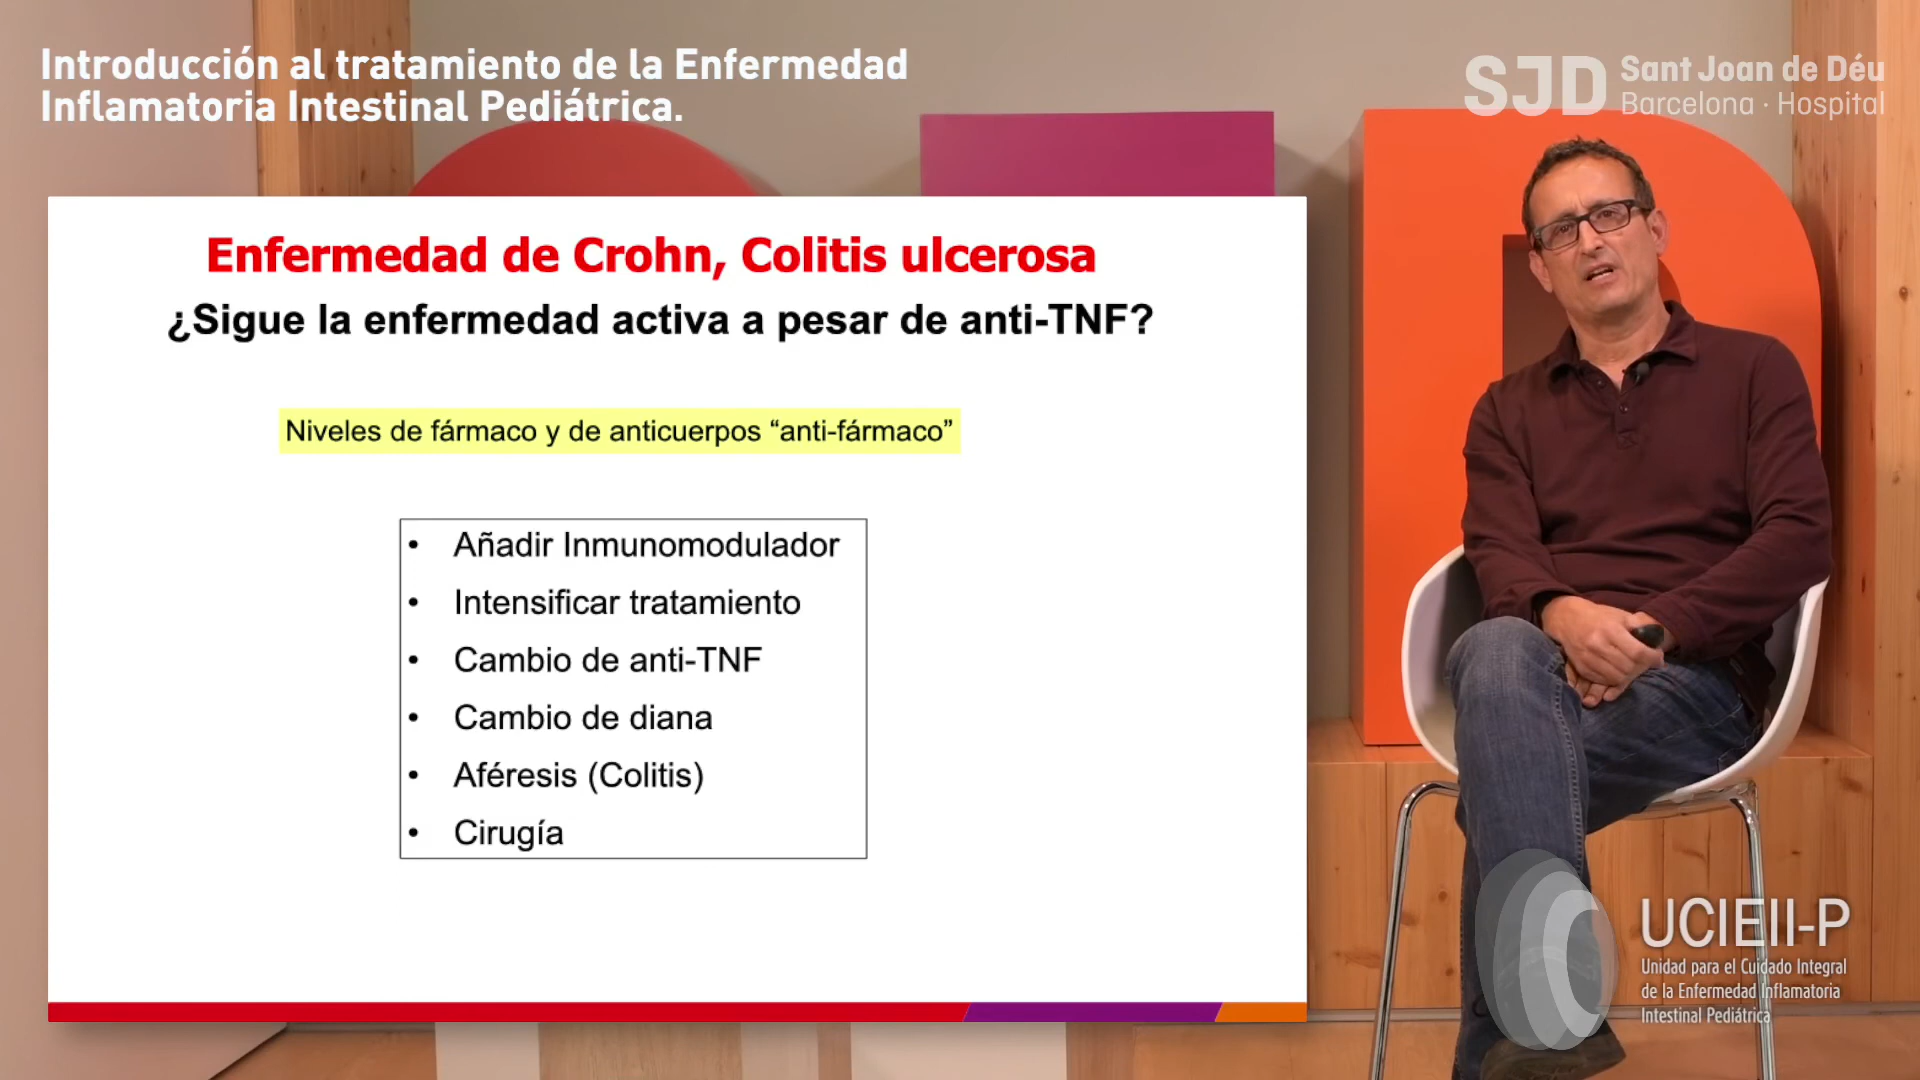 Introducción al tratamiento de la Enfermedad
Inflamatoria Intestinal Pediátrica.
SJD Sant Joan de Déu
Barcelona · Hospital
Enfermedad de Crohn, Colitis ulcerosa
¿Sigue la enfermedad activa a pesar de anti-TNF?
Niveles de fármaco y de anticuerpos “anti-fármaco”
• Añadir Inmunomodulador
• Intensificar tratamiento
• Cambio de anti-TNF
• Cambio de diana
• Aféresis (Colitis)
• Cirugía
UCIEII-P
Unidad para el Cuidado Integral
de la Enfermedad Inflamatoria
Intestinal Pediátrica